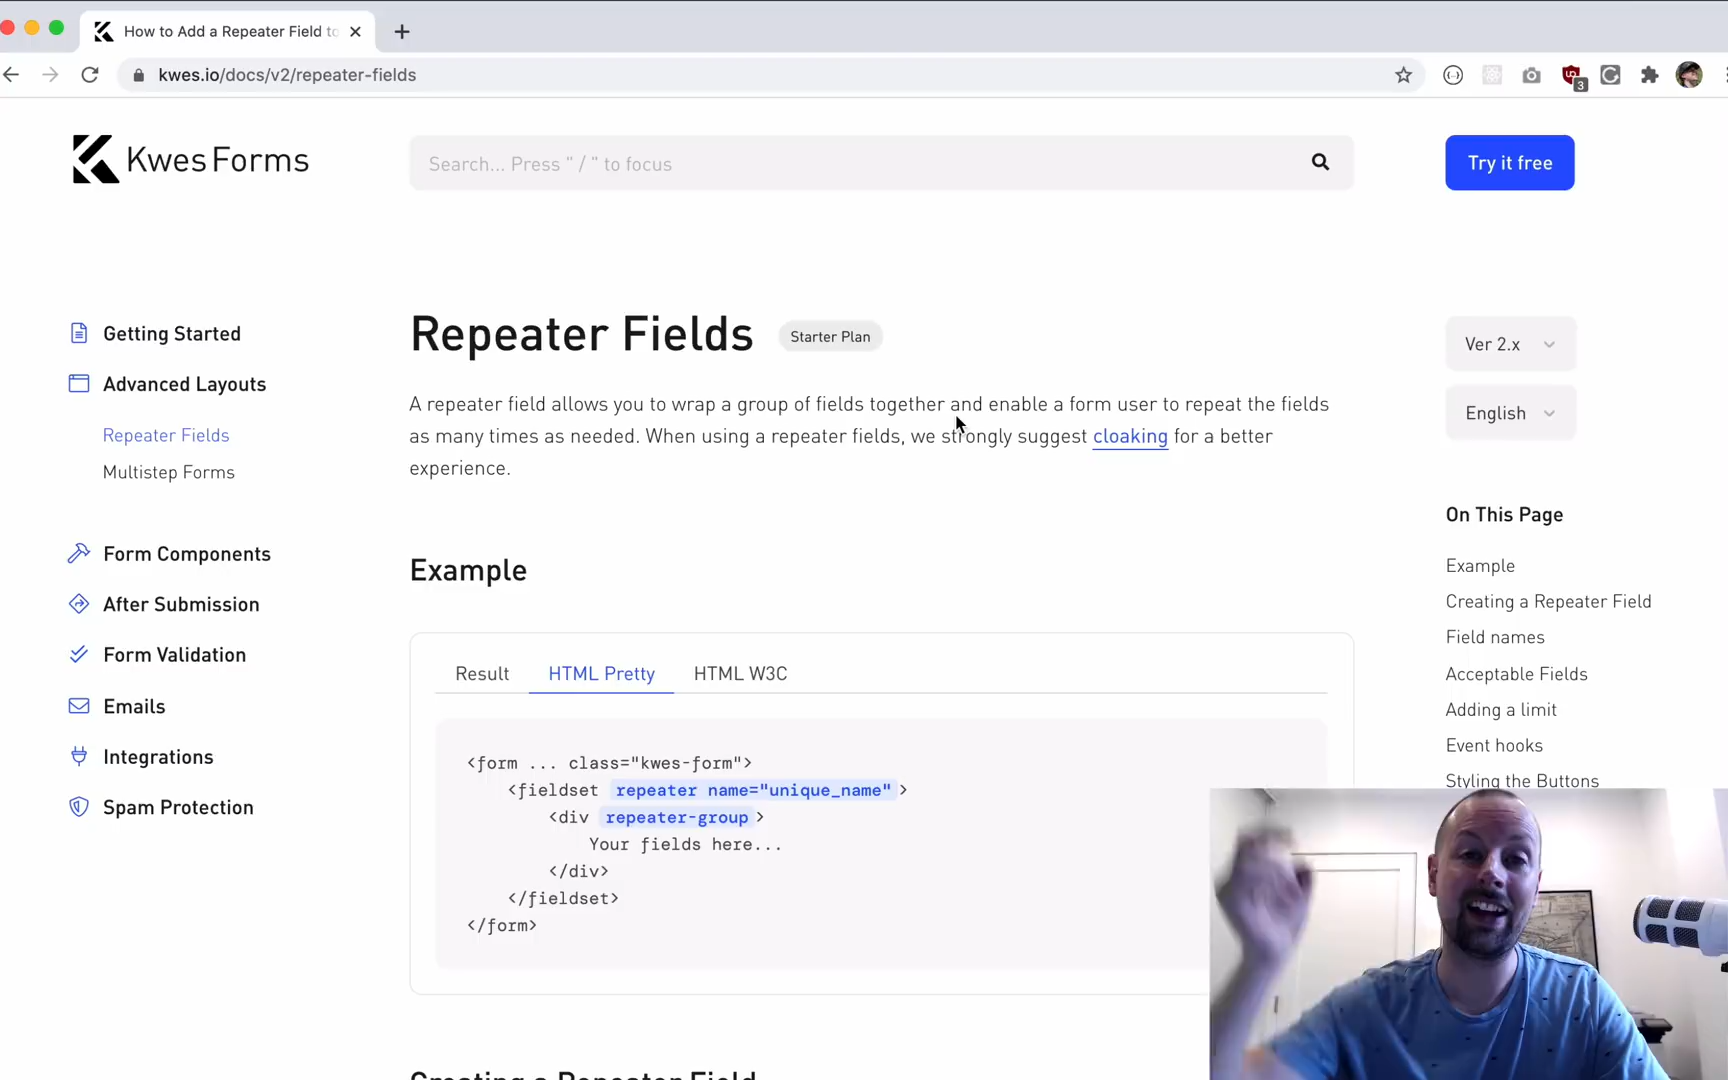 How to Add a Repeater Field to
kwes.io/docs/v2/repeater-fields
3
Kwes Forms
Search... Press " / " to focus
Try it free
Getting Started
Advanced Layouts
Repeater Fields
Multistep Forms
Form Components
After Submission
Form Validation
Emails
Integrations
Spam Protection
Repeater Fields
Starter Plan
A repeater field allows you to wrap a group of fields together and enable a form user to repeat the fields
as many times as needed. When using a repeater fields, we strongly suggest cloaking for a better
experience.
Example
Result HTML Pretty HTML W3C
<form ... class="kwes-form">
<fieldset repeater name="unique_name" >
<div repeater-group >
Your fields here...
</div>
</fieldset>
</form>
Creating a Repeater Field
Ver 2.x
English
On This Page
Example
Creating a Repeater Field
Field names
Acceptable Fields
Adding a limit
Event hooks
Styling the Buttons